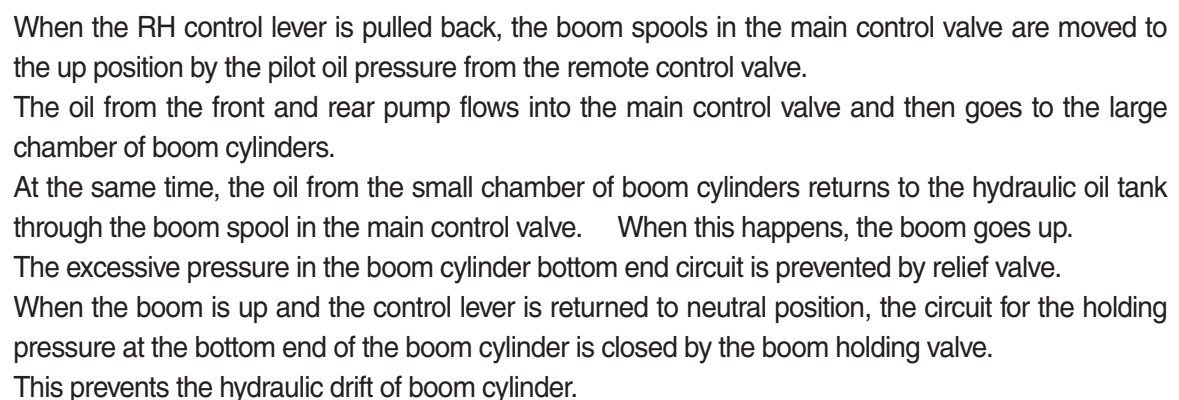 When the RH control lever is pulled back, the boom spools in the main control valve are moved to
the up position by the pilot oil pressure from the remote control valve.
The oil from the front and rear pump flows into the main control valve and then goes to the large
chamber of boom cylinders.
At the same time, the oil from the small chamber of boom cylinders returns to the hydraulic oil tank
through the boom spool in the main control valve.    When this happens, the boom goes up.
The excessive pressure in the boom cylinder bottom end circuit is prevented by relief valve.
When the boom is up and the control lever is returned to neutral position, the circuit for the holding
pressure at the bottom end of the boom cylinder is closed by the boom holding valve.
This prevents the hydraulic drift of boom cylinder.